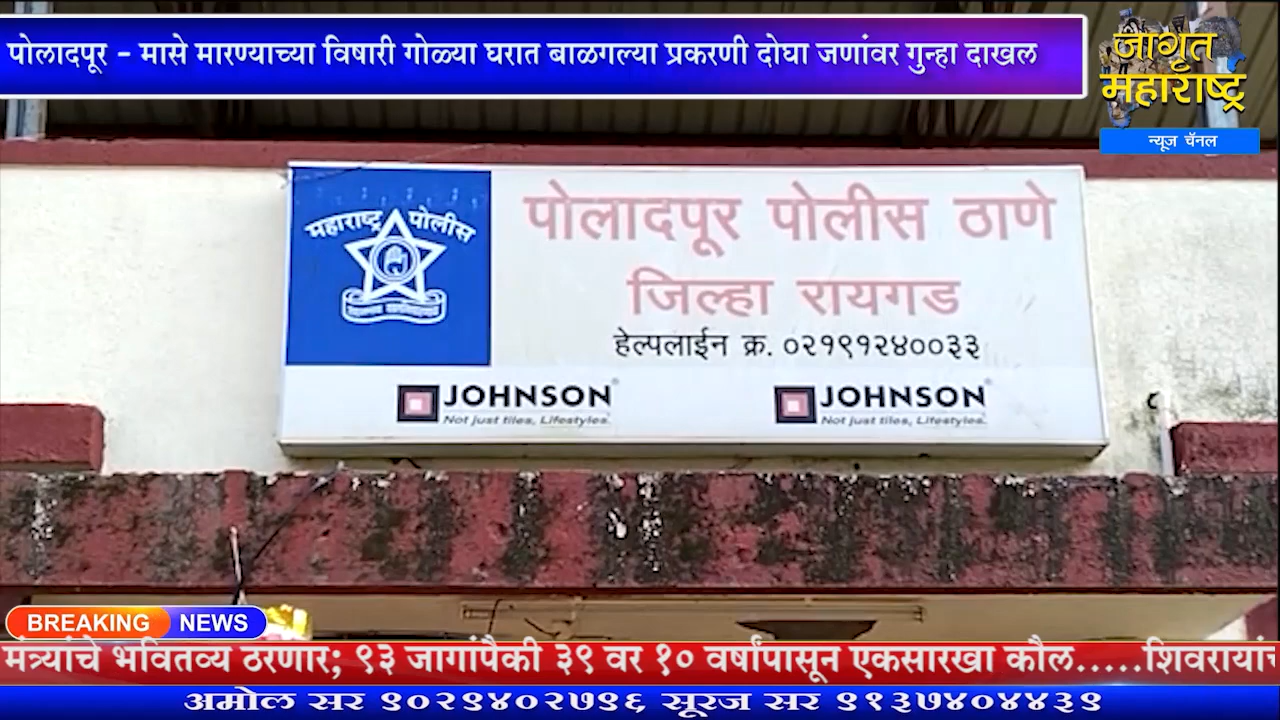 पोलादपूर - मासे मारण्याच्या विषारी गोळ्या घरात बाळगल्या प्रकरणी दोघा जणांवर गुन्हा दाखल
जागृत
महाराष्ट्र
न्यूज चॅनल
महाराष्ट्र पोलीस
पोलादपूर पोलीस ठाणे
जिल्हा रायगड
हेल्पलाईन क्र. ०२१९१२४००३३
JOHNSON
Not just tiles, Lifestyles.
JOHNSON
Not just tiles, Lifestyles.
BREAKING NEWS
मंत्र्यांचे भवितव्य ठरणार; ९३ जागांपैकी ३९ वर १० वर्षांपासून एकसारखा कौल.....शिवरायांच
अमोल सर ९०२९४०२७९६ सूरज सर ९१३७४०४४३९